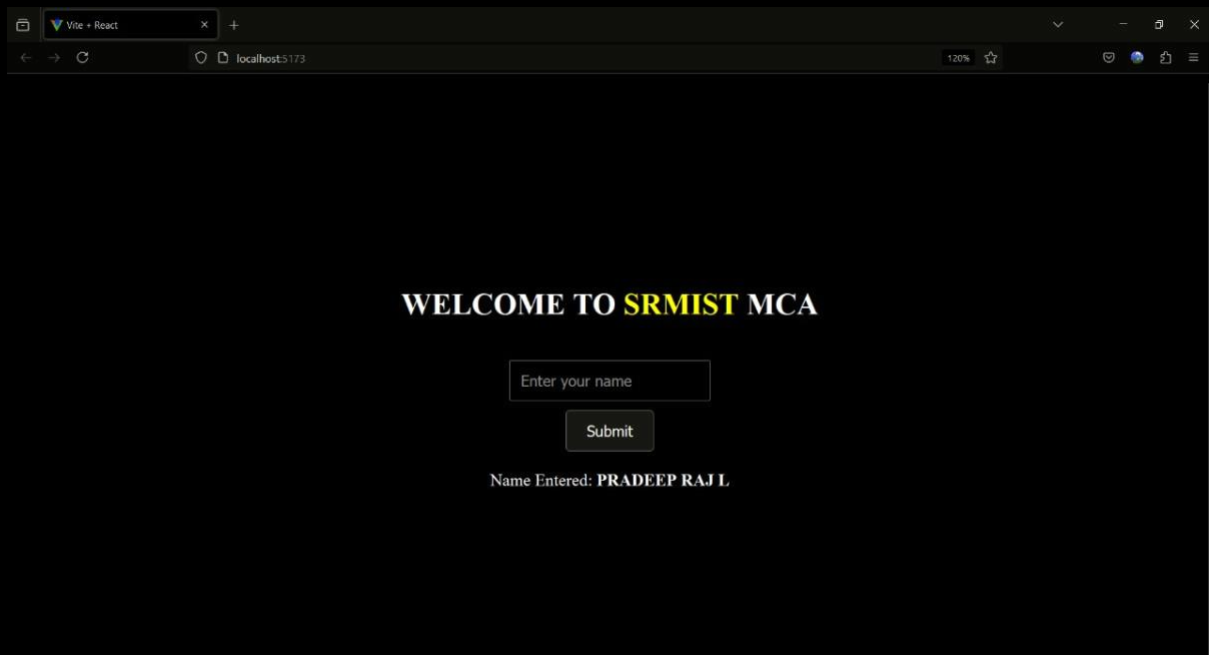 Vite + React
localhost:5173
120%
WELCOME TO SRMIST MCA
Enter your name
Submit
Name Entered: PRADEEP RAJ L